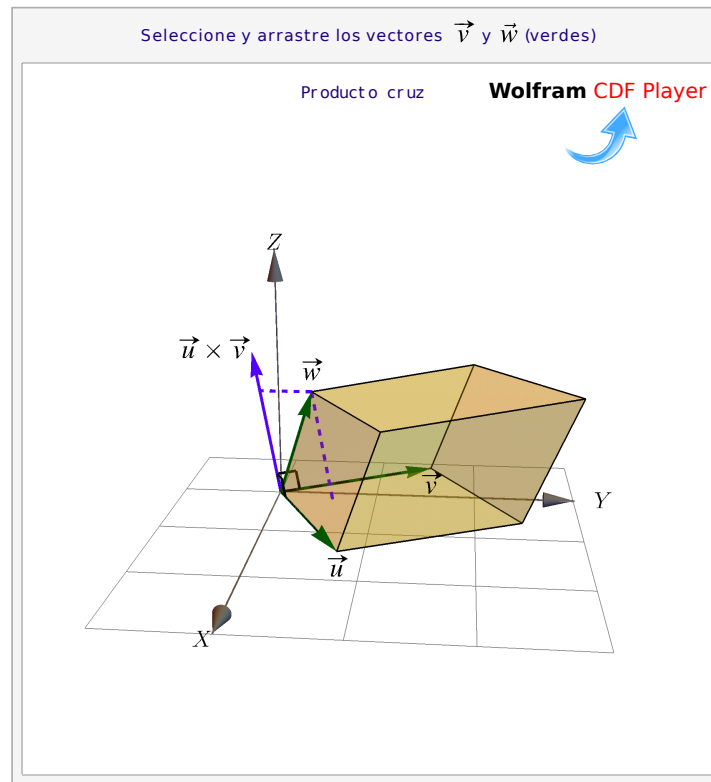 Seleccione y arrastre los vectores v⃗ y w⃗ (verdes)
Producto cruz Wolfram CDF Player
Z
u⃗ × v⃗
w⃗
v⃗
Y
u⃗
X